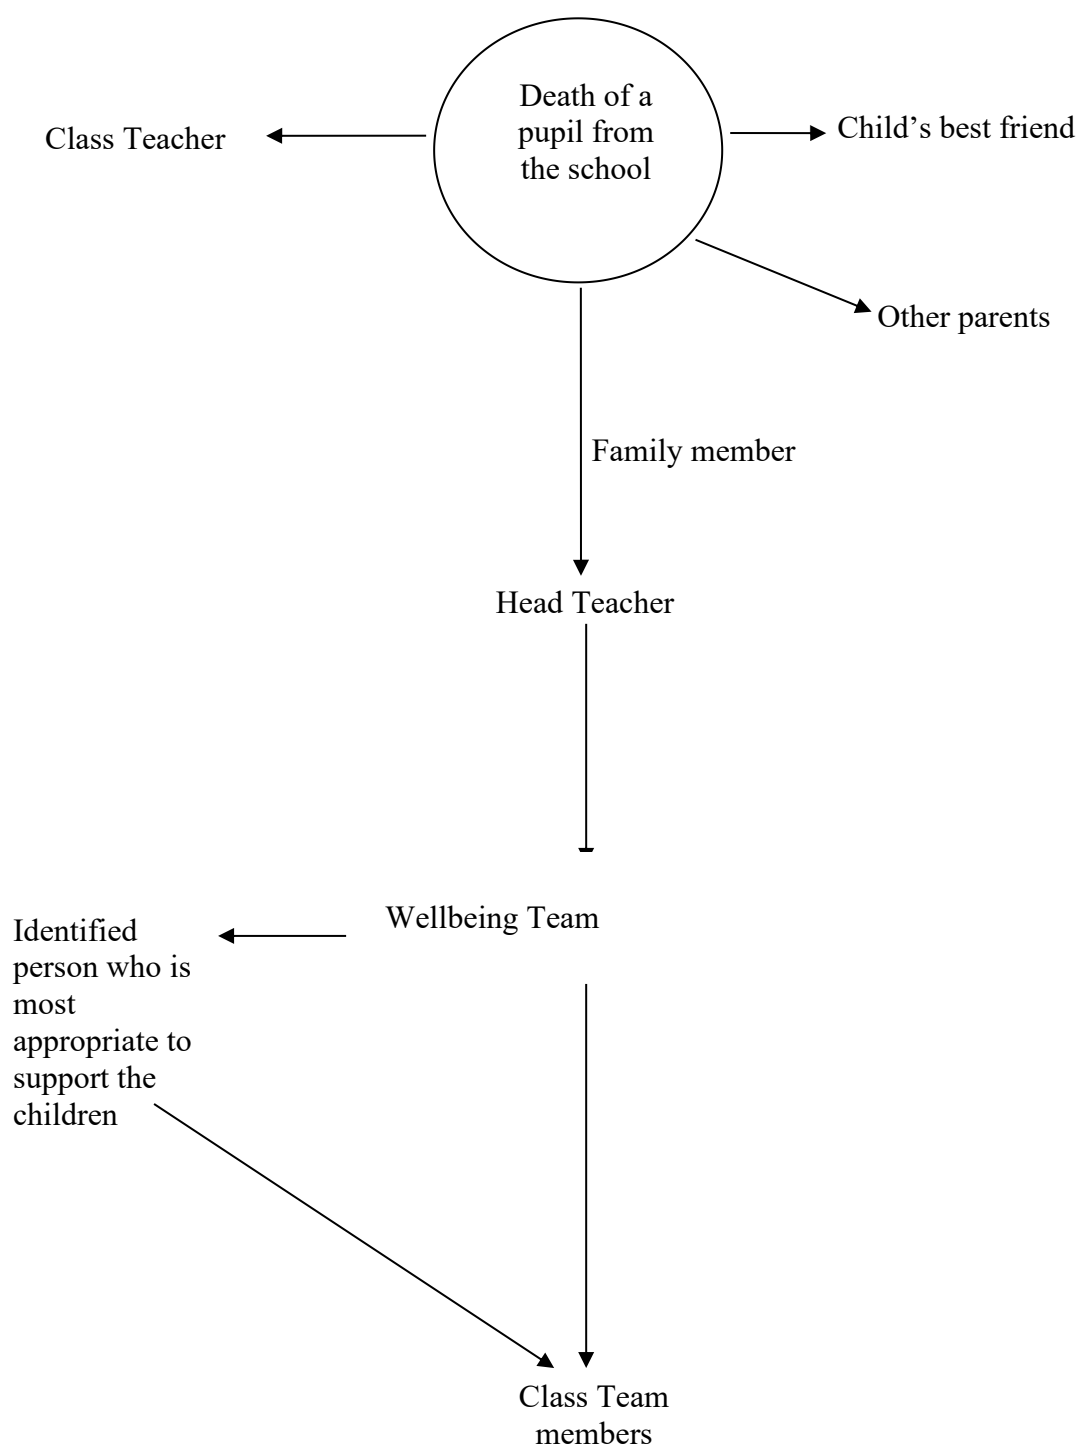 Death of a
pupil from
the school
Class Teacher
Child’s best friend
Other parents
Family member
Head Teacher
Wellbeing Team
Identified
person who is
most
appropriate to
support the
children
Class Team
members